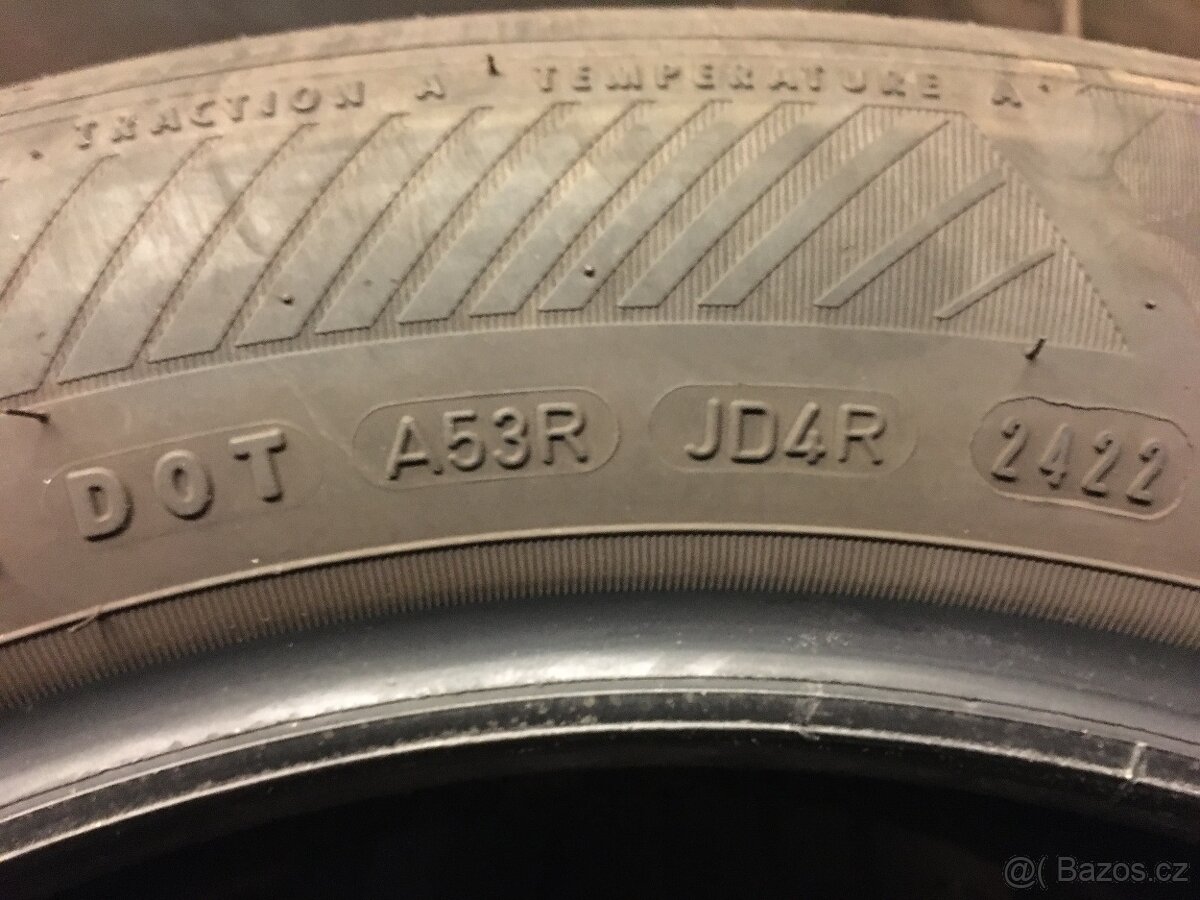 TRACTION A TEMPERATURE A
DOT A53R JD4R 2422
@( Bazos.cz